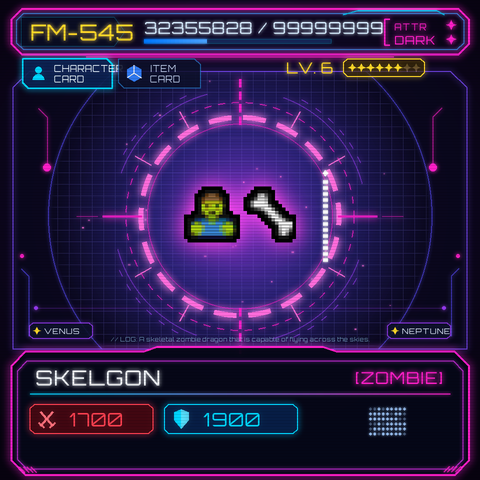 FM-545
32355828 / 99999999
ATTR
DARK
CHARACTER
CARD
ITEM
CARD
LV. 6
VENUS
NEPTUNE
// LOG: A skeletal zombie dragon that is capable of flying across the skies.
SKELGON
[ZOMBIE]
1700
1900